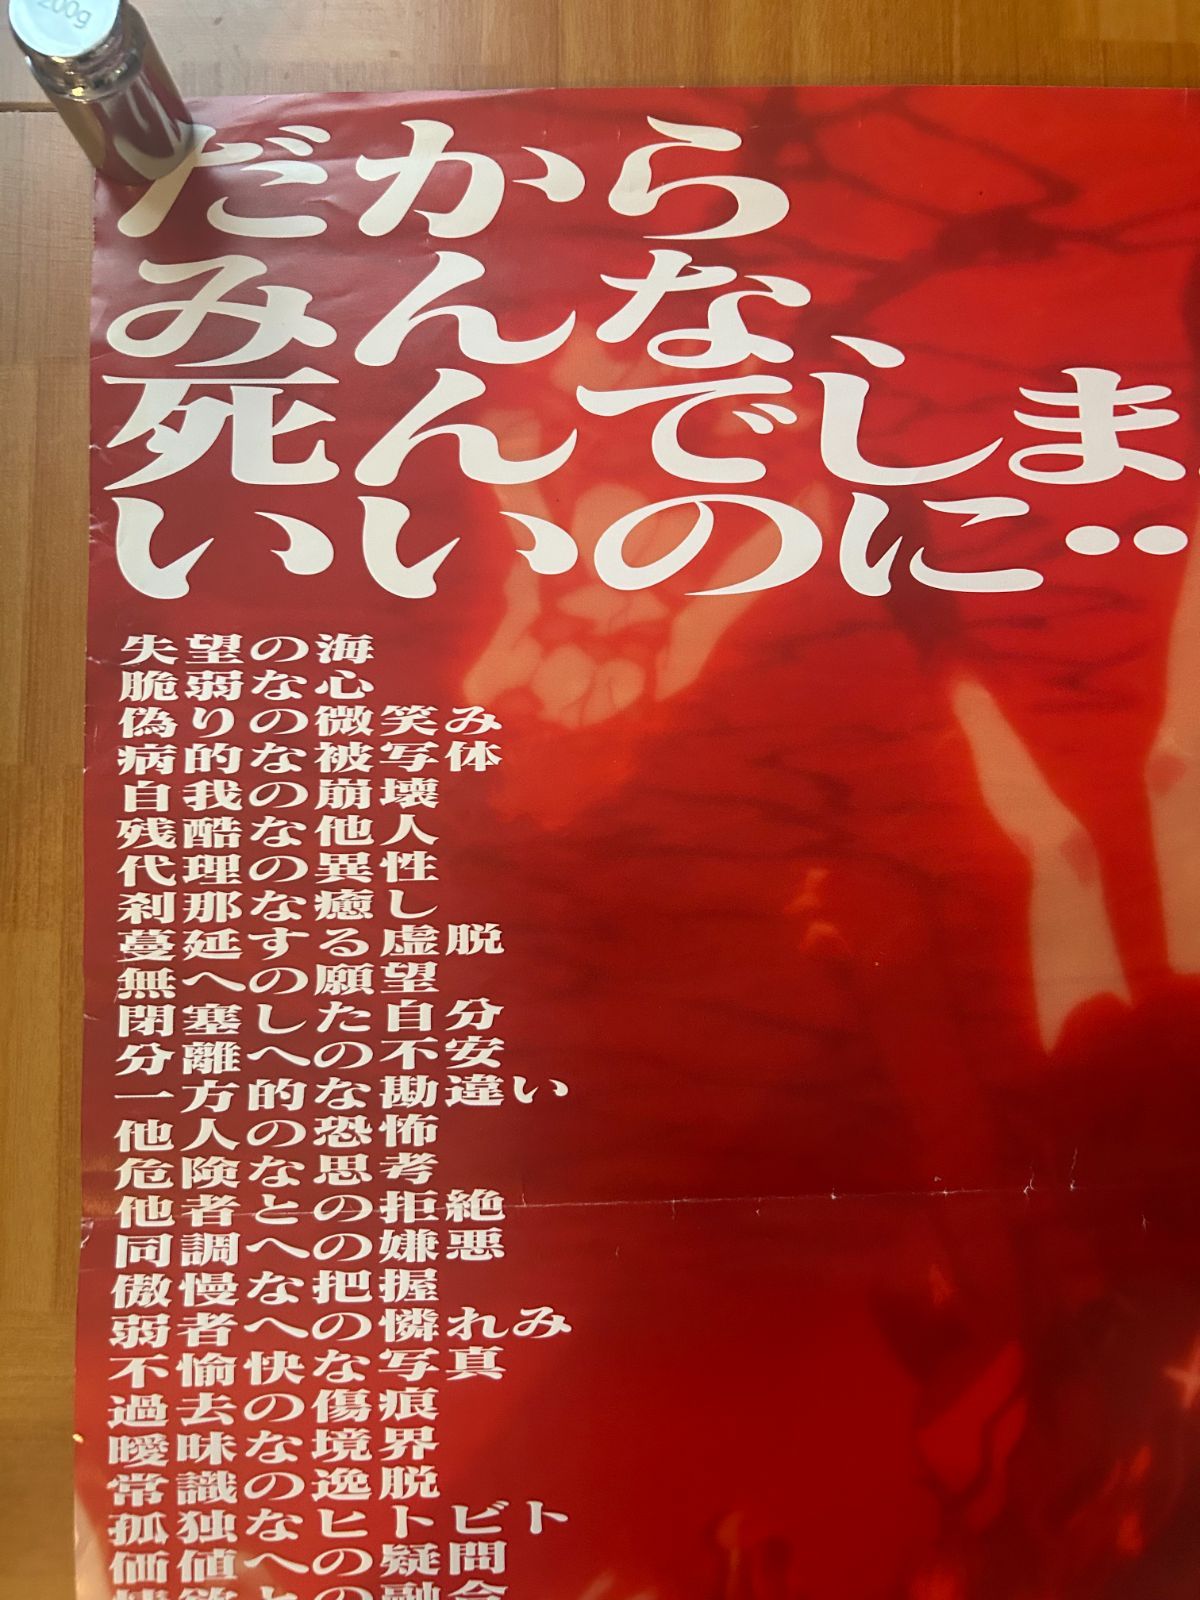 200g
だから
みんな、
死んでしま
いいのに‥
失望の海
脆弱な心
偽りの微笑み
病的な被写体
自我の崩壊
残酷な他人
代理の異性
刹那な癒し
蔓延する虚脱
無への願望
閉塞した自分
分離への不安
一方的な勘違い
他人の恐怖
危険な思考
他者との拒絶
同調への嫌悪
傲慢な把握
弱者への憐れみ
不愉快な写真
過去の傷痕
曖昧な境界
常識の逸脱
孤独なヒトビト
価値への疑問
情欲との融合